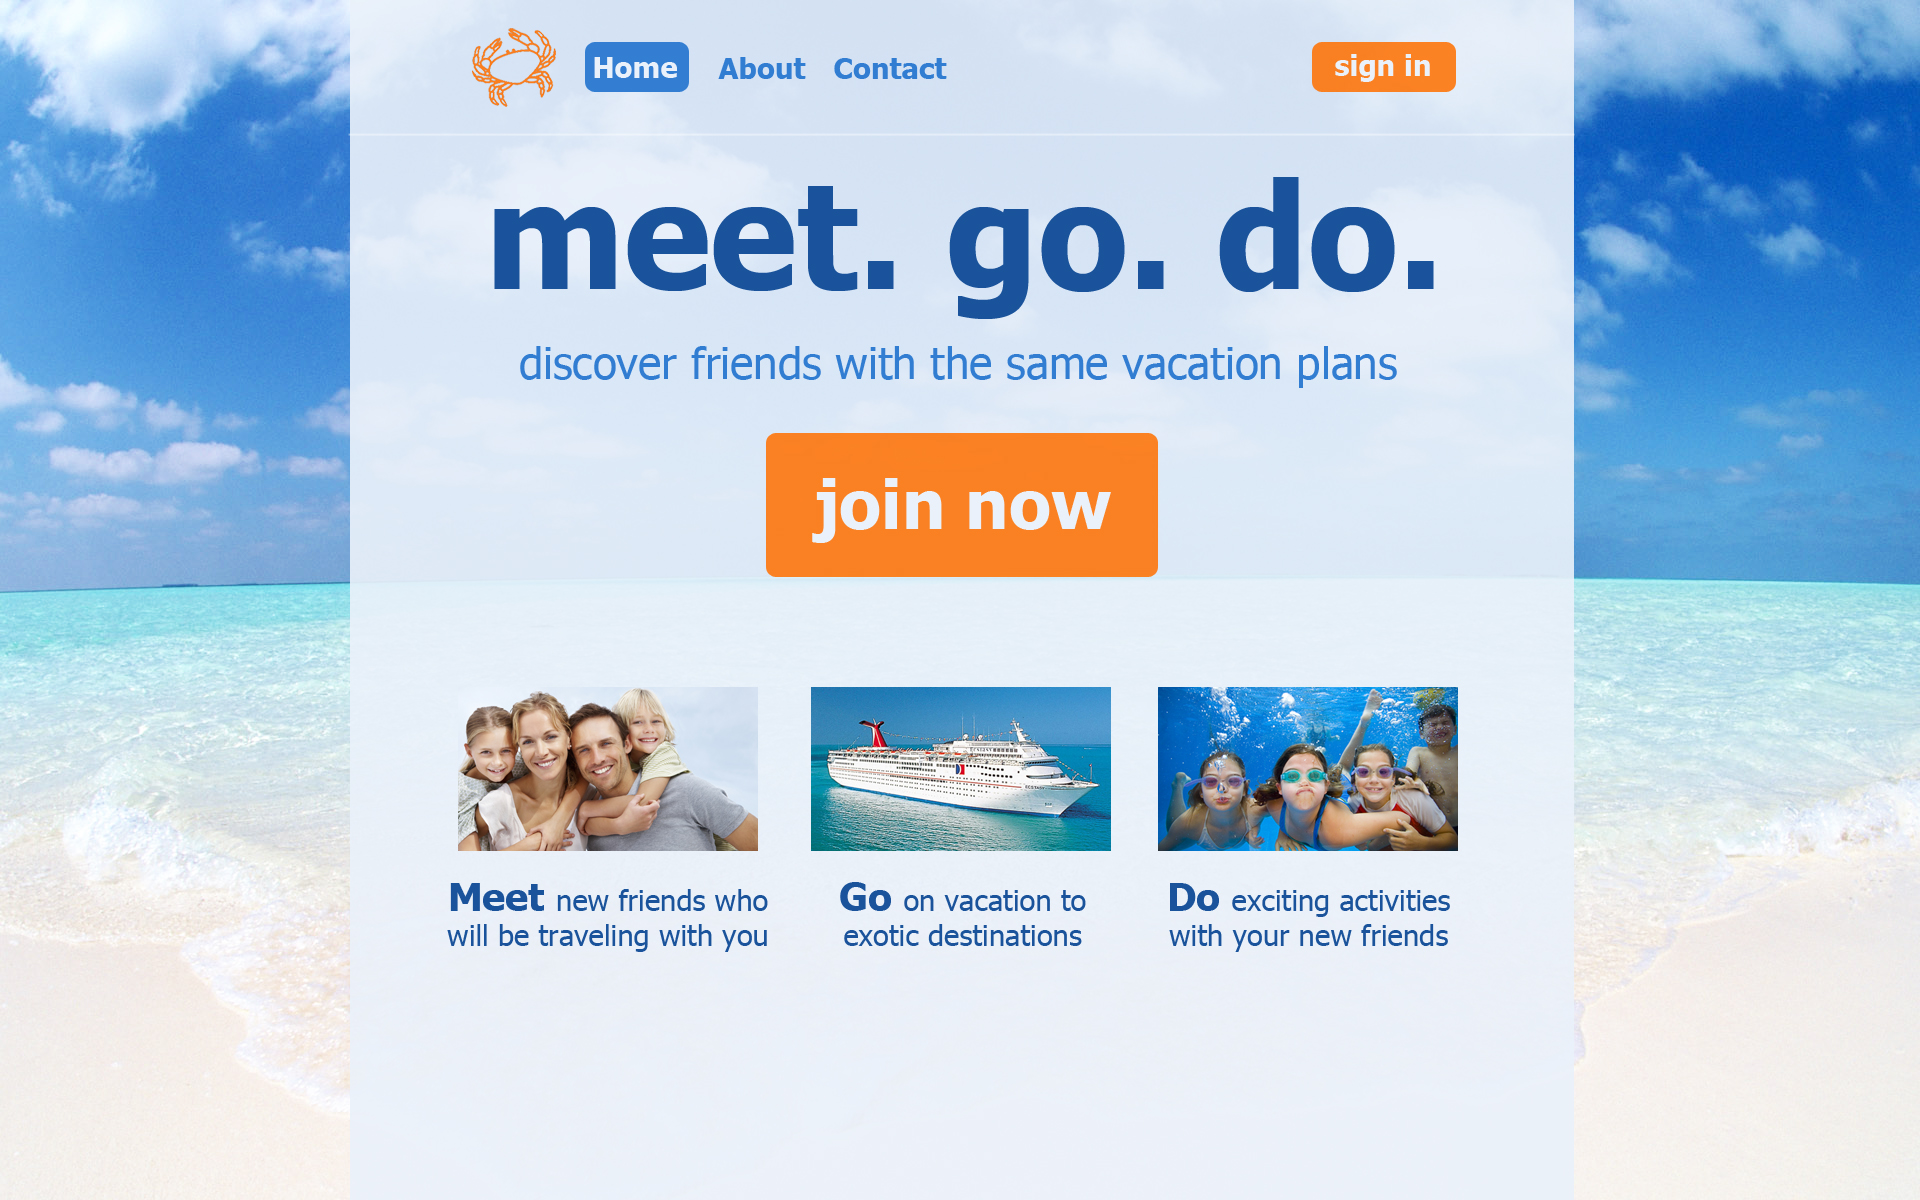 Home About Contact sign in
meet. go. do.
discover friends with the same vacation plans
join now
Meet new friends who
will be traveling with you
Go on vacation to
exotic destinations
Do exciting activities
with your new friends